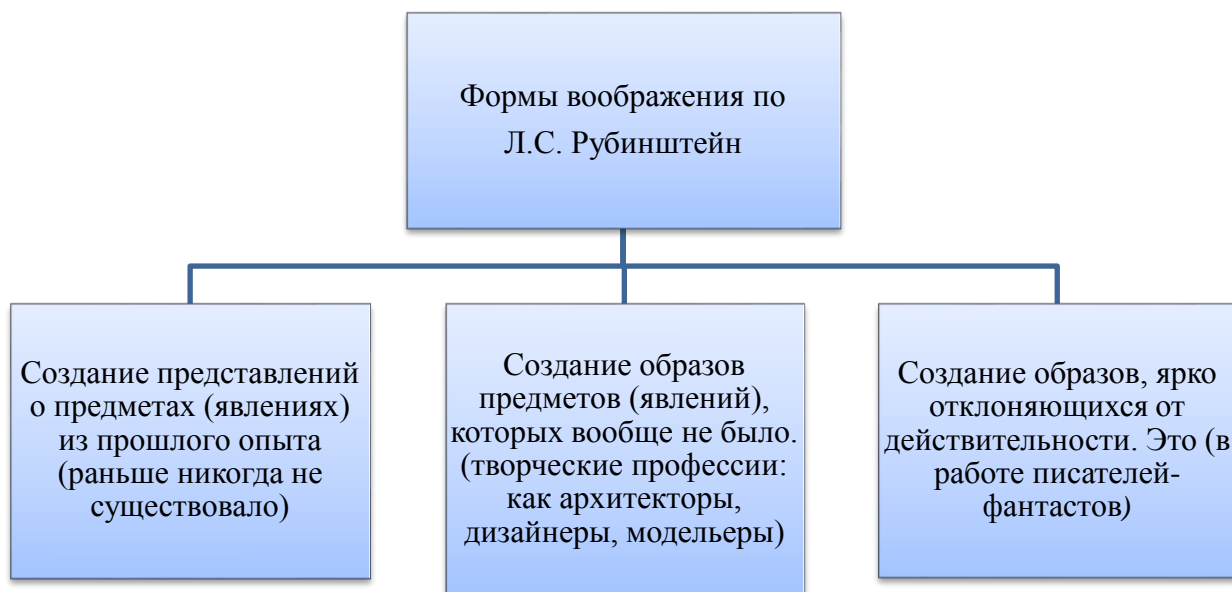 Формы воображения по
Л.С. Рубинштейн
Создание представлений
о предметах (явлениях)
из прошлого опыта
(раньше никогда не
существовало)
Создание образов
предметов (явлений),
которых вообще не было.
(творческие профессии:
как архитекторы,
дизайнеры, модельеры)
Создание образов, ярко
отклоняющихся от
действительности. Это (в
работе писателей-
фантастов)